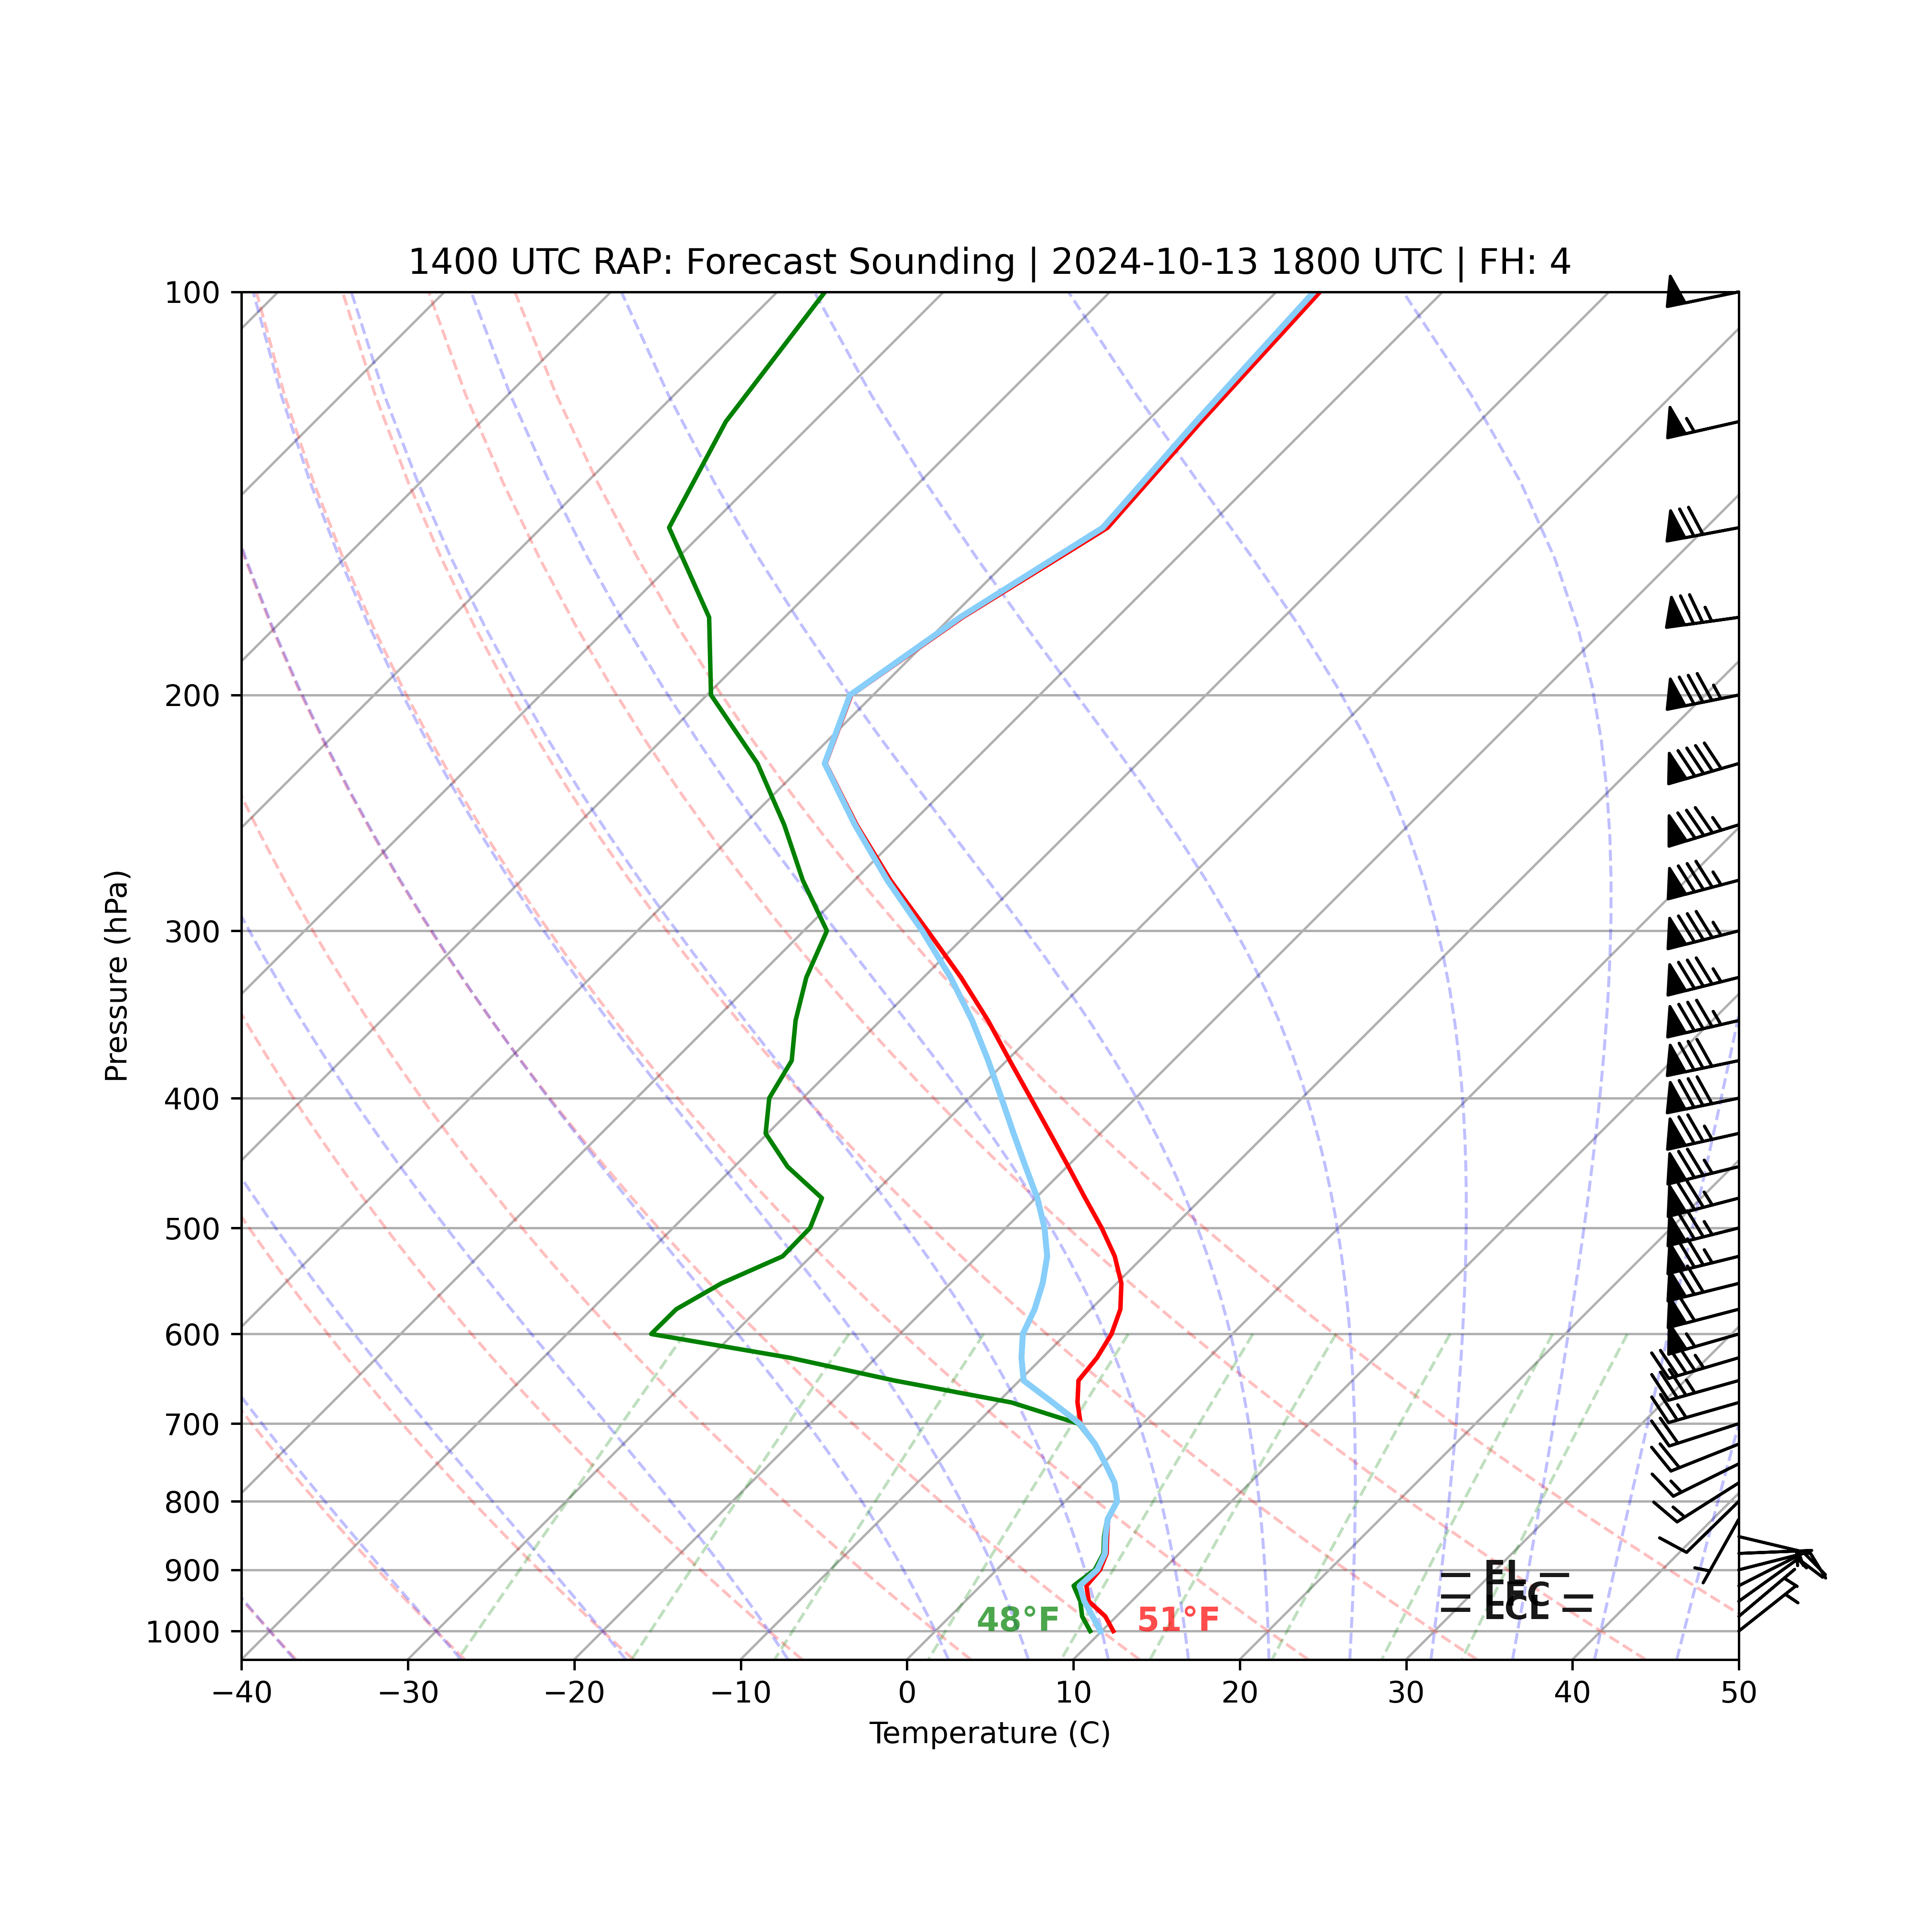 1400 UTC RAP: Forecast Sounding | 2024-10-13 1800 UTC | FH: 4
100
200
300
400
500
600
700
800
900
1000
Pressure (hPa)
— EL —
— LFC —
— LCL —
48°F 51°F
−40 −30 −20 −10 0 10 20 30 40 50
Temperature (C)